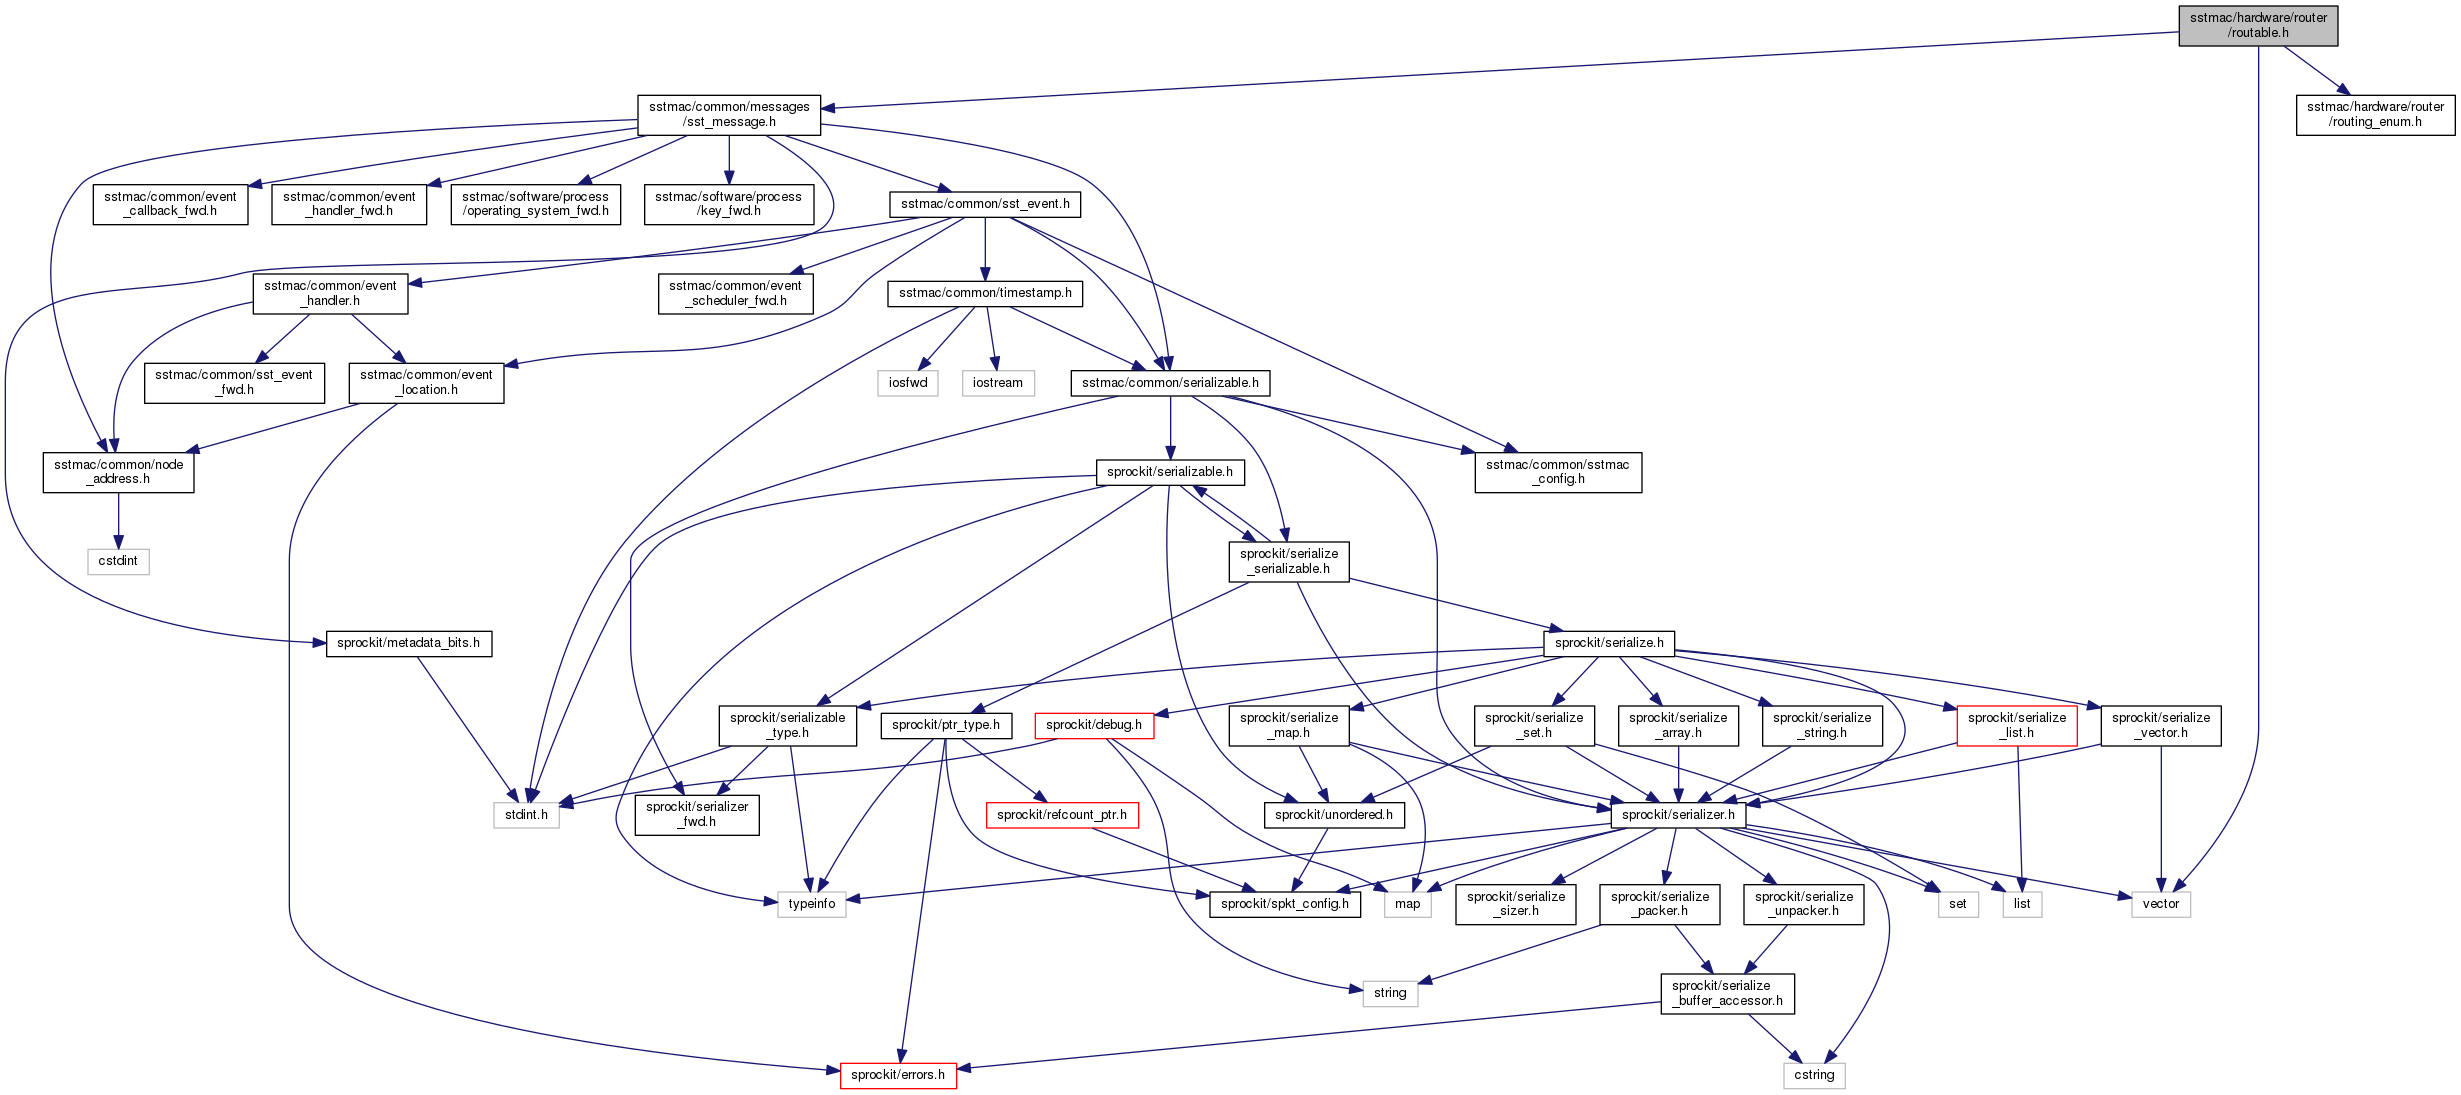 sstmac/hardware/router
/routable.h
sstmac/common/messages
/sst_message.h
sstmac/hardware/router
/routing_enum.h
sstmac/common/event
_callback_fwd.h
sstmac/common/event
_handler_fwd.h
sstmac/software/process
/operating_system_fwd.h
sstmac/software/process
/key_fwd.h
sstmac/common/sst_event.h
sstmac/common/event
_handler.h
sstmac/common/event
_scheduler_fwd.h
sstmac/common/timestamp.h
sstmac/common/sst_event
_fwd.h
sstmac/common/event
_location.h
iosfwd
iostream
sstmac/common/serializable.h
sstmac/common/node
_address.h
sprockit/serializable.h
sstmac/common/sstmac
_config.h
cstdint
sprockit/serialize
_serializable.h
sprockit/metadata_bits.h
sprockit/serialize.h
sprockit/serializable
_type.h
sprockit/ptr_type.h
sprockit/debug.h
sprockit/serialize
_map.h
sprockit/serialize
_set.h
sprockit/serialize
_array.h
sprockit/serialize
_string.h
sprockit/serialize
_list.h
sprockit/serialize
_vector.h
stdint.h
sprockit/serializer
_fwd.h
sprockit/refcount_ptr.h
sprockit/unordered.h
sprockit/serializer.h
typeinfo
sprockit/spkt_config.h
map
sprockit/serialize
_sizer.h
sprockit/serialize
_packer.h
sprockit/serialize
_unpacker.h
set
list
vector
string
sprockit/serialize
_buffer_accessor.h
sprockit/errors.h
cstring